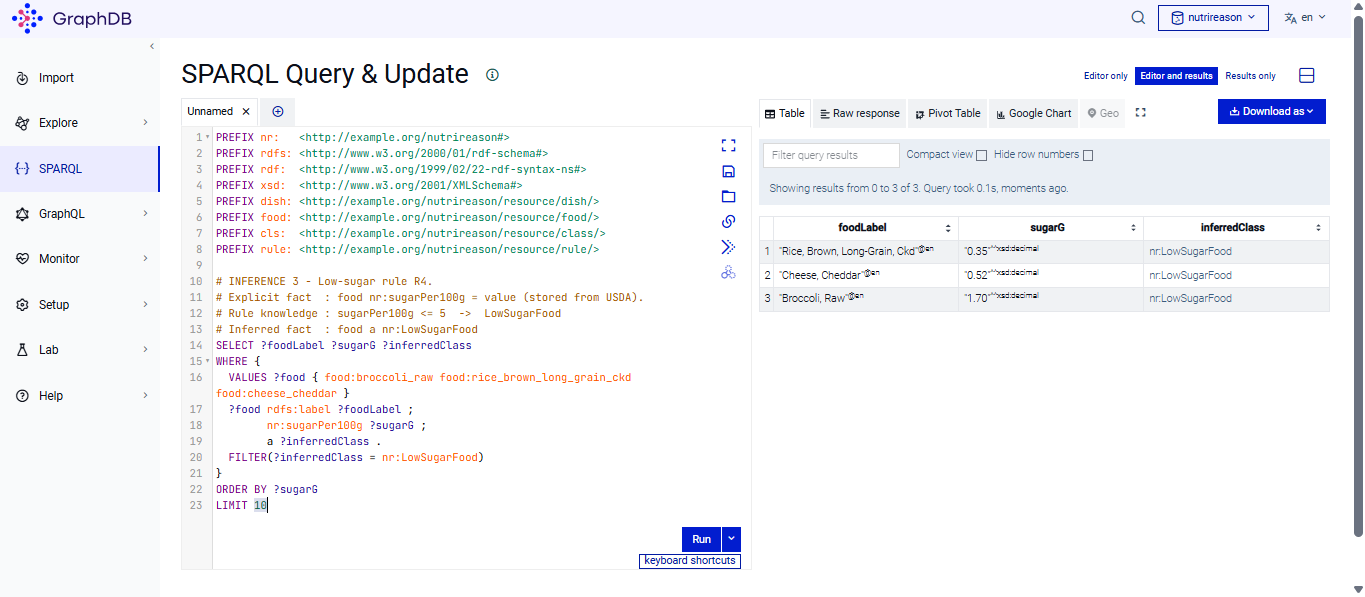 GraphDB
nutrireason
en
Import
Explore
SPARQL
GraphQL
Monitor
Setup
Lab
Help
SPARQL Query & Update
Editor only
Editor and results
Results only
Unnamed
1 PREFIX nr:   <http://example.org/nutrireason#>
2 PREFIX rdfs: <http://www.w3.org/2000/01/rdf-schema#>
3 PREFIX rdf:  <http://www.w3.org/1999/02/22-rdf-syntax-ns#>
4 PREFIX xsd:  <http://www.w3.org/2001/XMLSchema#>
5 PREFIX dish: <http://example.org/nutrireason/resource/dish/>
6 PREFIX food: <http://example.org/nutrireason/resource/food/>
7 PREFIX cls:  <http://example.org/nutrireason/resource/class/>
8 PREFIX rule: <http://example.org/nutrireason/resource/rule/>
9
10 # INFERENCE 3 - Low-sugar rule R4.
11 # Explicit fact  : food nr:sugarPer100g = value (stored from USDA).
12 # Rule knowledge : sugarPer100g <= 5  ->  LowSugarFood
13 # Inferred fact  : food a nr:LowSugarFood
14 SELECT ?foodLabel ?sugarG ?inferredClass
15 WHERE {
16   VALUES ?food { food:broccoli_raw food:rice_brown_long_grain_ckd
food:cheese_cheddar }
17   ?food rdfs:label ?foodLabel ;
18         nr:sugarPer100g ?sugarG ;
19         a ?inferredClass .
20   FILTER(?inferredClass = nr:LowSugarFood)
21 }
22 ORDER BY ?sugarG
23 LIMIT 10
Run
keyboard shortcuts
Table
Raw response
Pivot Table
Google Chart
Geo
Download as
Filter query results
Compact view
Hide row numbers
Showing results from 0 to 3 of 3. Query took 0.1s, moments ago.
foodLabel sugarG inferredClass
1 "Rice, Brown, Long-Grain, Ckd"@en "0.35"^^xsd:decimal nr:LowSugarFood
2 "Cheese, Cheddar"@en "0.52"^^xsd:decimal nr:LowSugarFood
3 "Broccoli, Raw"@en "1.70"^^xsd:decimal nr:LowSugarFood